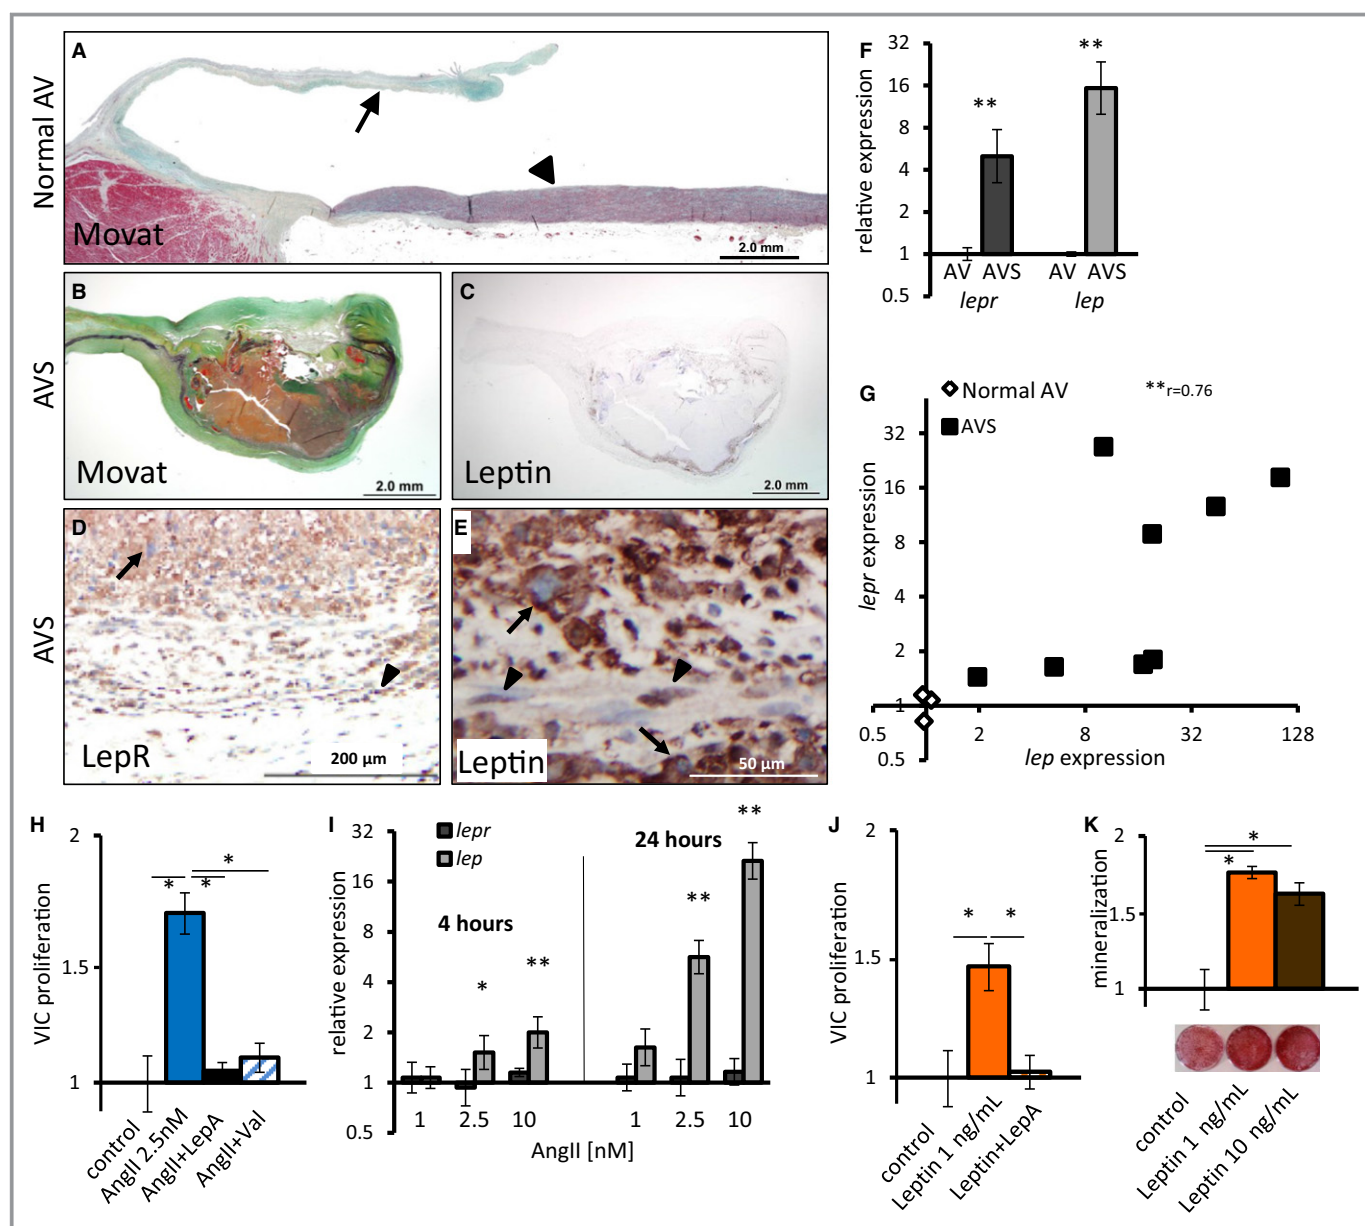 A
Normal AV
Movat
2.0 mm
B
AVS
Movat
2.0 mm
C
Leptin
2.0 mm
D
AVS
LepR
200 µm
E
Leptin
50 µm
F
relative expression
32
16
8
4
2
1
0.5
**
**
AV AVS AV AVS
lepr lep
G
Normal AV
AVS
**r=0.76
lepr expression
32
16
8
4
2
1
0.5
0.5 2 8 32 128
lep expression
H
VIC proliferation
2
1.5
1
* * *
control
AngII 2.5nM
AngII+LepA
AngII+Val
I
relative expression
32
16
8
4
2
1
0.5
lepr
lep
4 hours
24 hours
* ** ** **
1 2.5 10 1 2.5 10
AngII [nM]
J
VIC proliferation
2
1.5
1
* *
control
Leptin 1 ng/mL
Leptin+LepA
K
mineralization
2
1.5
1
*
*
control
Leptin 1 ng/mL
Leptin 10 ng/mL